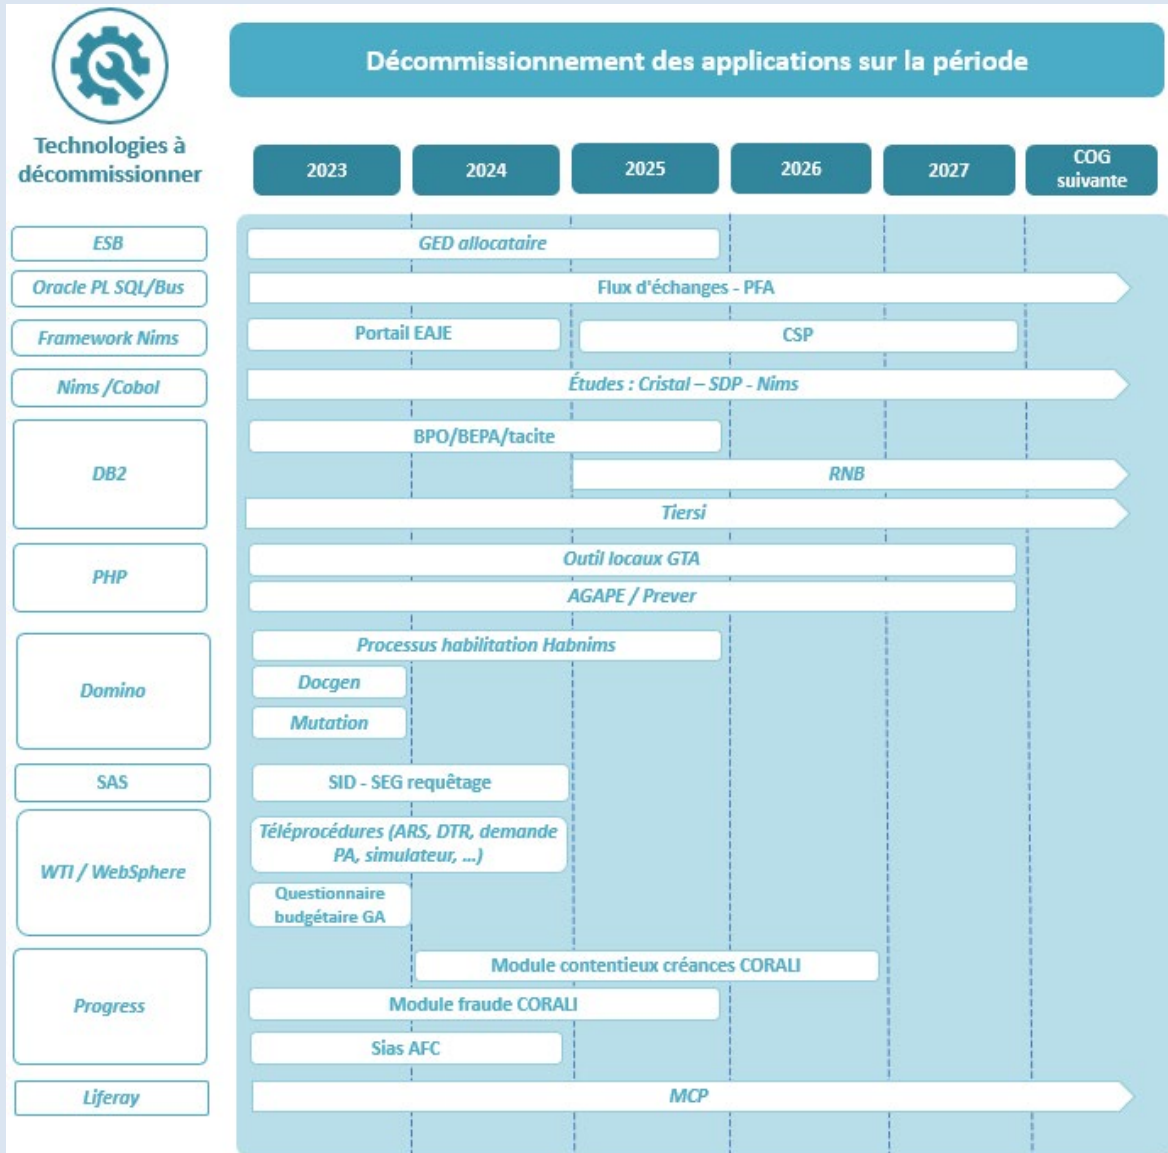 Décommissionnement des applications sur la période
Technologies à
décommissionner
2023
2024
2025
2026
2027
COG
suivante
ESB
GED allocataire
Oracle PL SQL/Bus
Flux d'échanges - PFA
Framework Nims
Portail EAJE
CSP
Nims /Cobol
Études : Cristal – SDP - Nims
DB2
BPO/BEPA/tacite
RNB
Tiersi
PHP
Outil locaux GTA
AGAPE / Prever
Domino
Processus habilitation Habnims
Docgen
Mutation
SAS
SID - SEG requêtage
WTI / WebSphere
Téléprocédures (ARS, DTR, demande
PA, simulateur, ...)
Questionnaire
budgétaire GA
Progress
Module contentieux créances CORALI
Module fraude CORALI
Sias AFC
Liferay
MCP